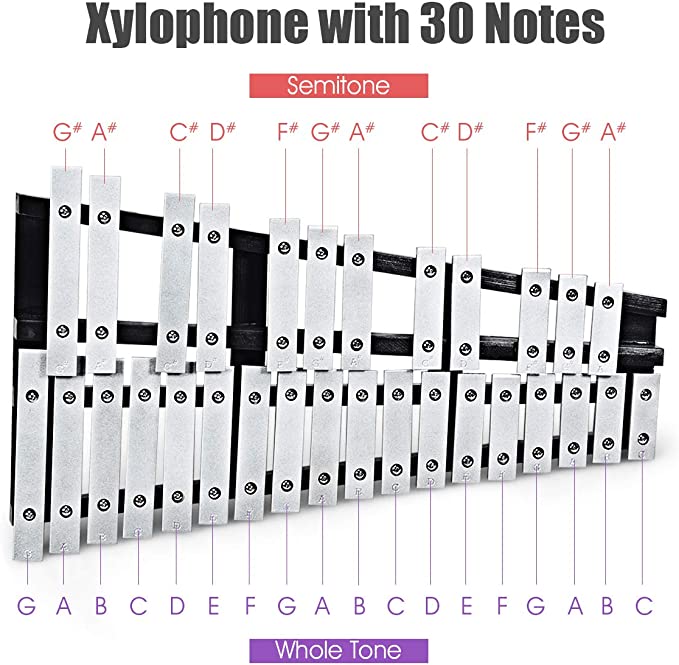 Xylophone with 30 Notes
Semitone
G# A# C# D# F# G# A# C# D# F# G# A#
G A B C D E F G A B C D E F G A B C
Whole Tone